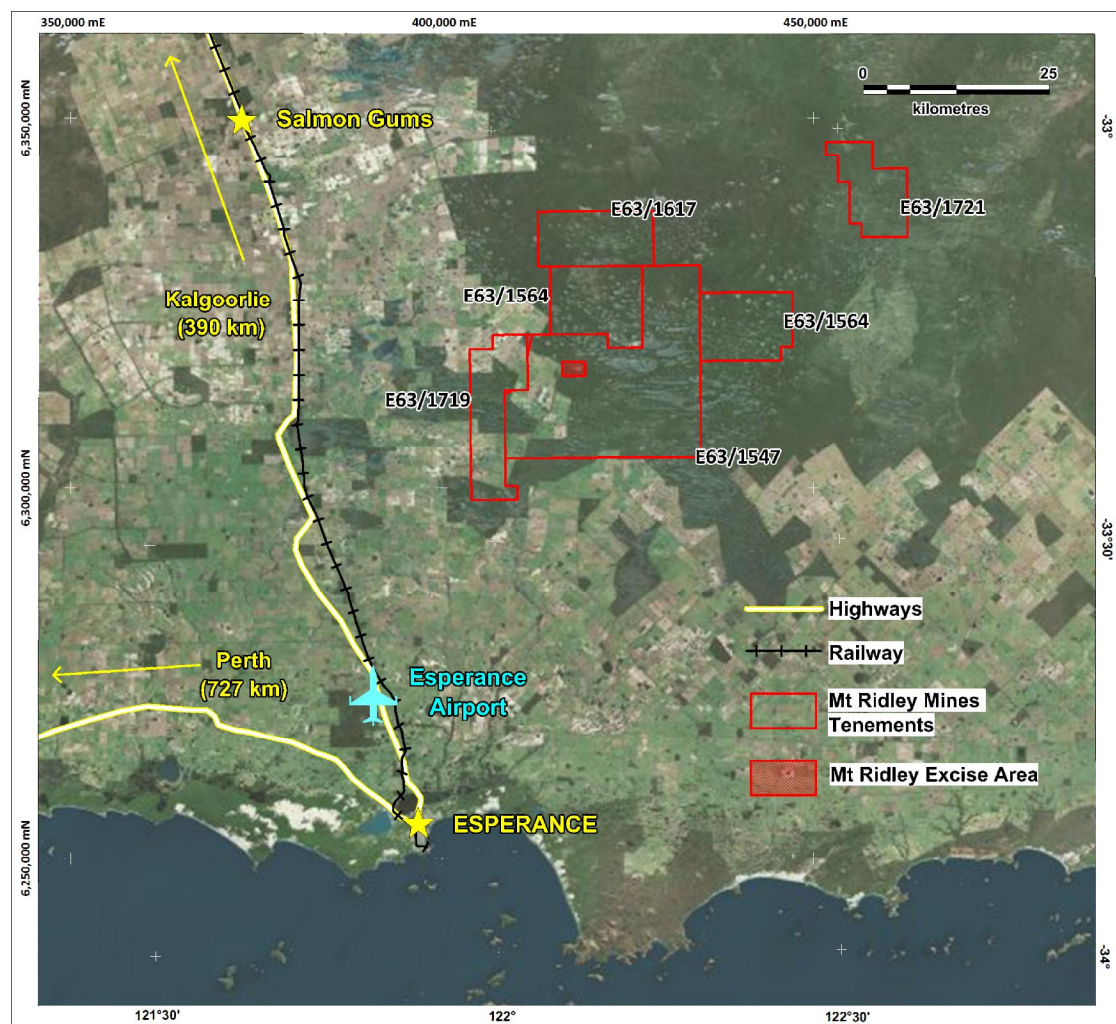 350,000 mE
400,000 mE
450,000 mE
0
25
kilometres
6,350,000 mN
-33°
Salmon Gums
E63/1617
E63/1721
Kalgoorlie
(390 km)
E63/1564
E63/1564
E63/1719
E63/1547
6,300,000 mN
-33°30
Highways
Railway
Perth
(727 km)
Esperance
Airport
Mt Ridley Mines
Tenements
Mt Ridley Excise Area
ESPERANCE
6,250,000 mN
-34°
121°30'
122°
122°30'